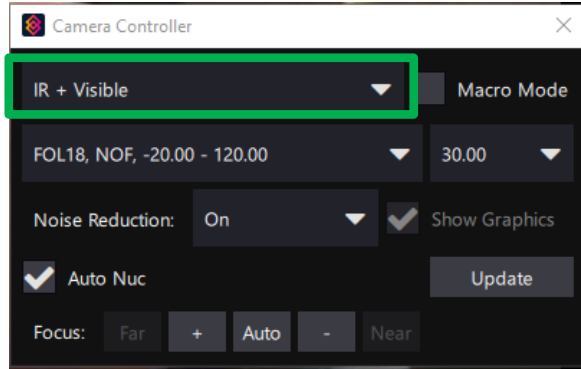 Camera Controller
IR + Visible Macro Mode
FOL18, NOF, -20.00 - 120.00 30.00
Noise Reduction: On Show Graphics
Auto Nuc Update
Focus: Far + Auto - Near